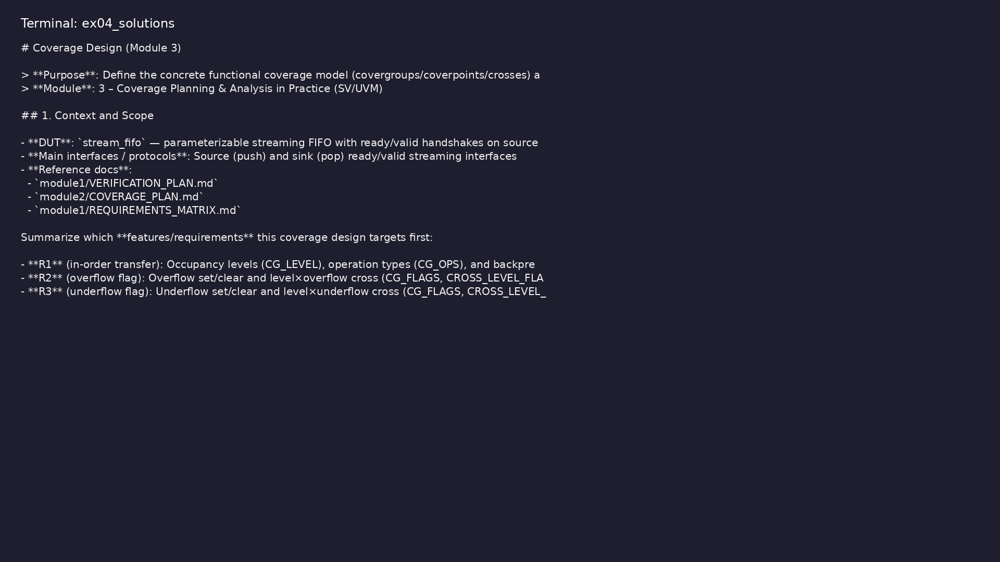 Terminal: ex04_solutions
# Coverage Design (Module 3)
> **Purpose**: Define the concrete functional coverage model (covergroups/coverpoints/crosses) a
> **Module**: 3 – Coverage Planning & Analysis in Practice (SV/UVM)
## 1. Context and Scope
- **DUT**: `stream_fifo` — parameterizable streaming FIFO with ready/valid handshakes on source
- **Main interfaces / protocols**: Source (push) and sink (pop) ready/valid streaming interfaces
- **Reference docs**:
  - `module1/VERIFICATION_PLAN.md`
  - `module2/COVERAGE_PLAN.md`
  - `module1/REQUIREMENTS_MATRIX.md`
Summarize which **features/requirements** this coverage design targets first:
- **R1** (in-order transfer): Occupancy levels (CG_LEVEL), operation types (CG_OPS), and backpre
- **R2** (overflow flag): Overflow set/clear and level×overflow cross (CG_FLAGS, CROSS_LEVEL_FLA
- **R3** (underflow flag): Underflow set/clear and level×underflow cross (CG_FLAGS, CROSS_LEVEL_